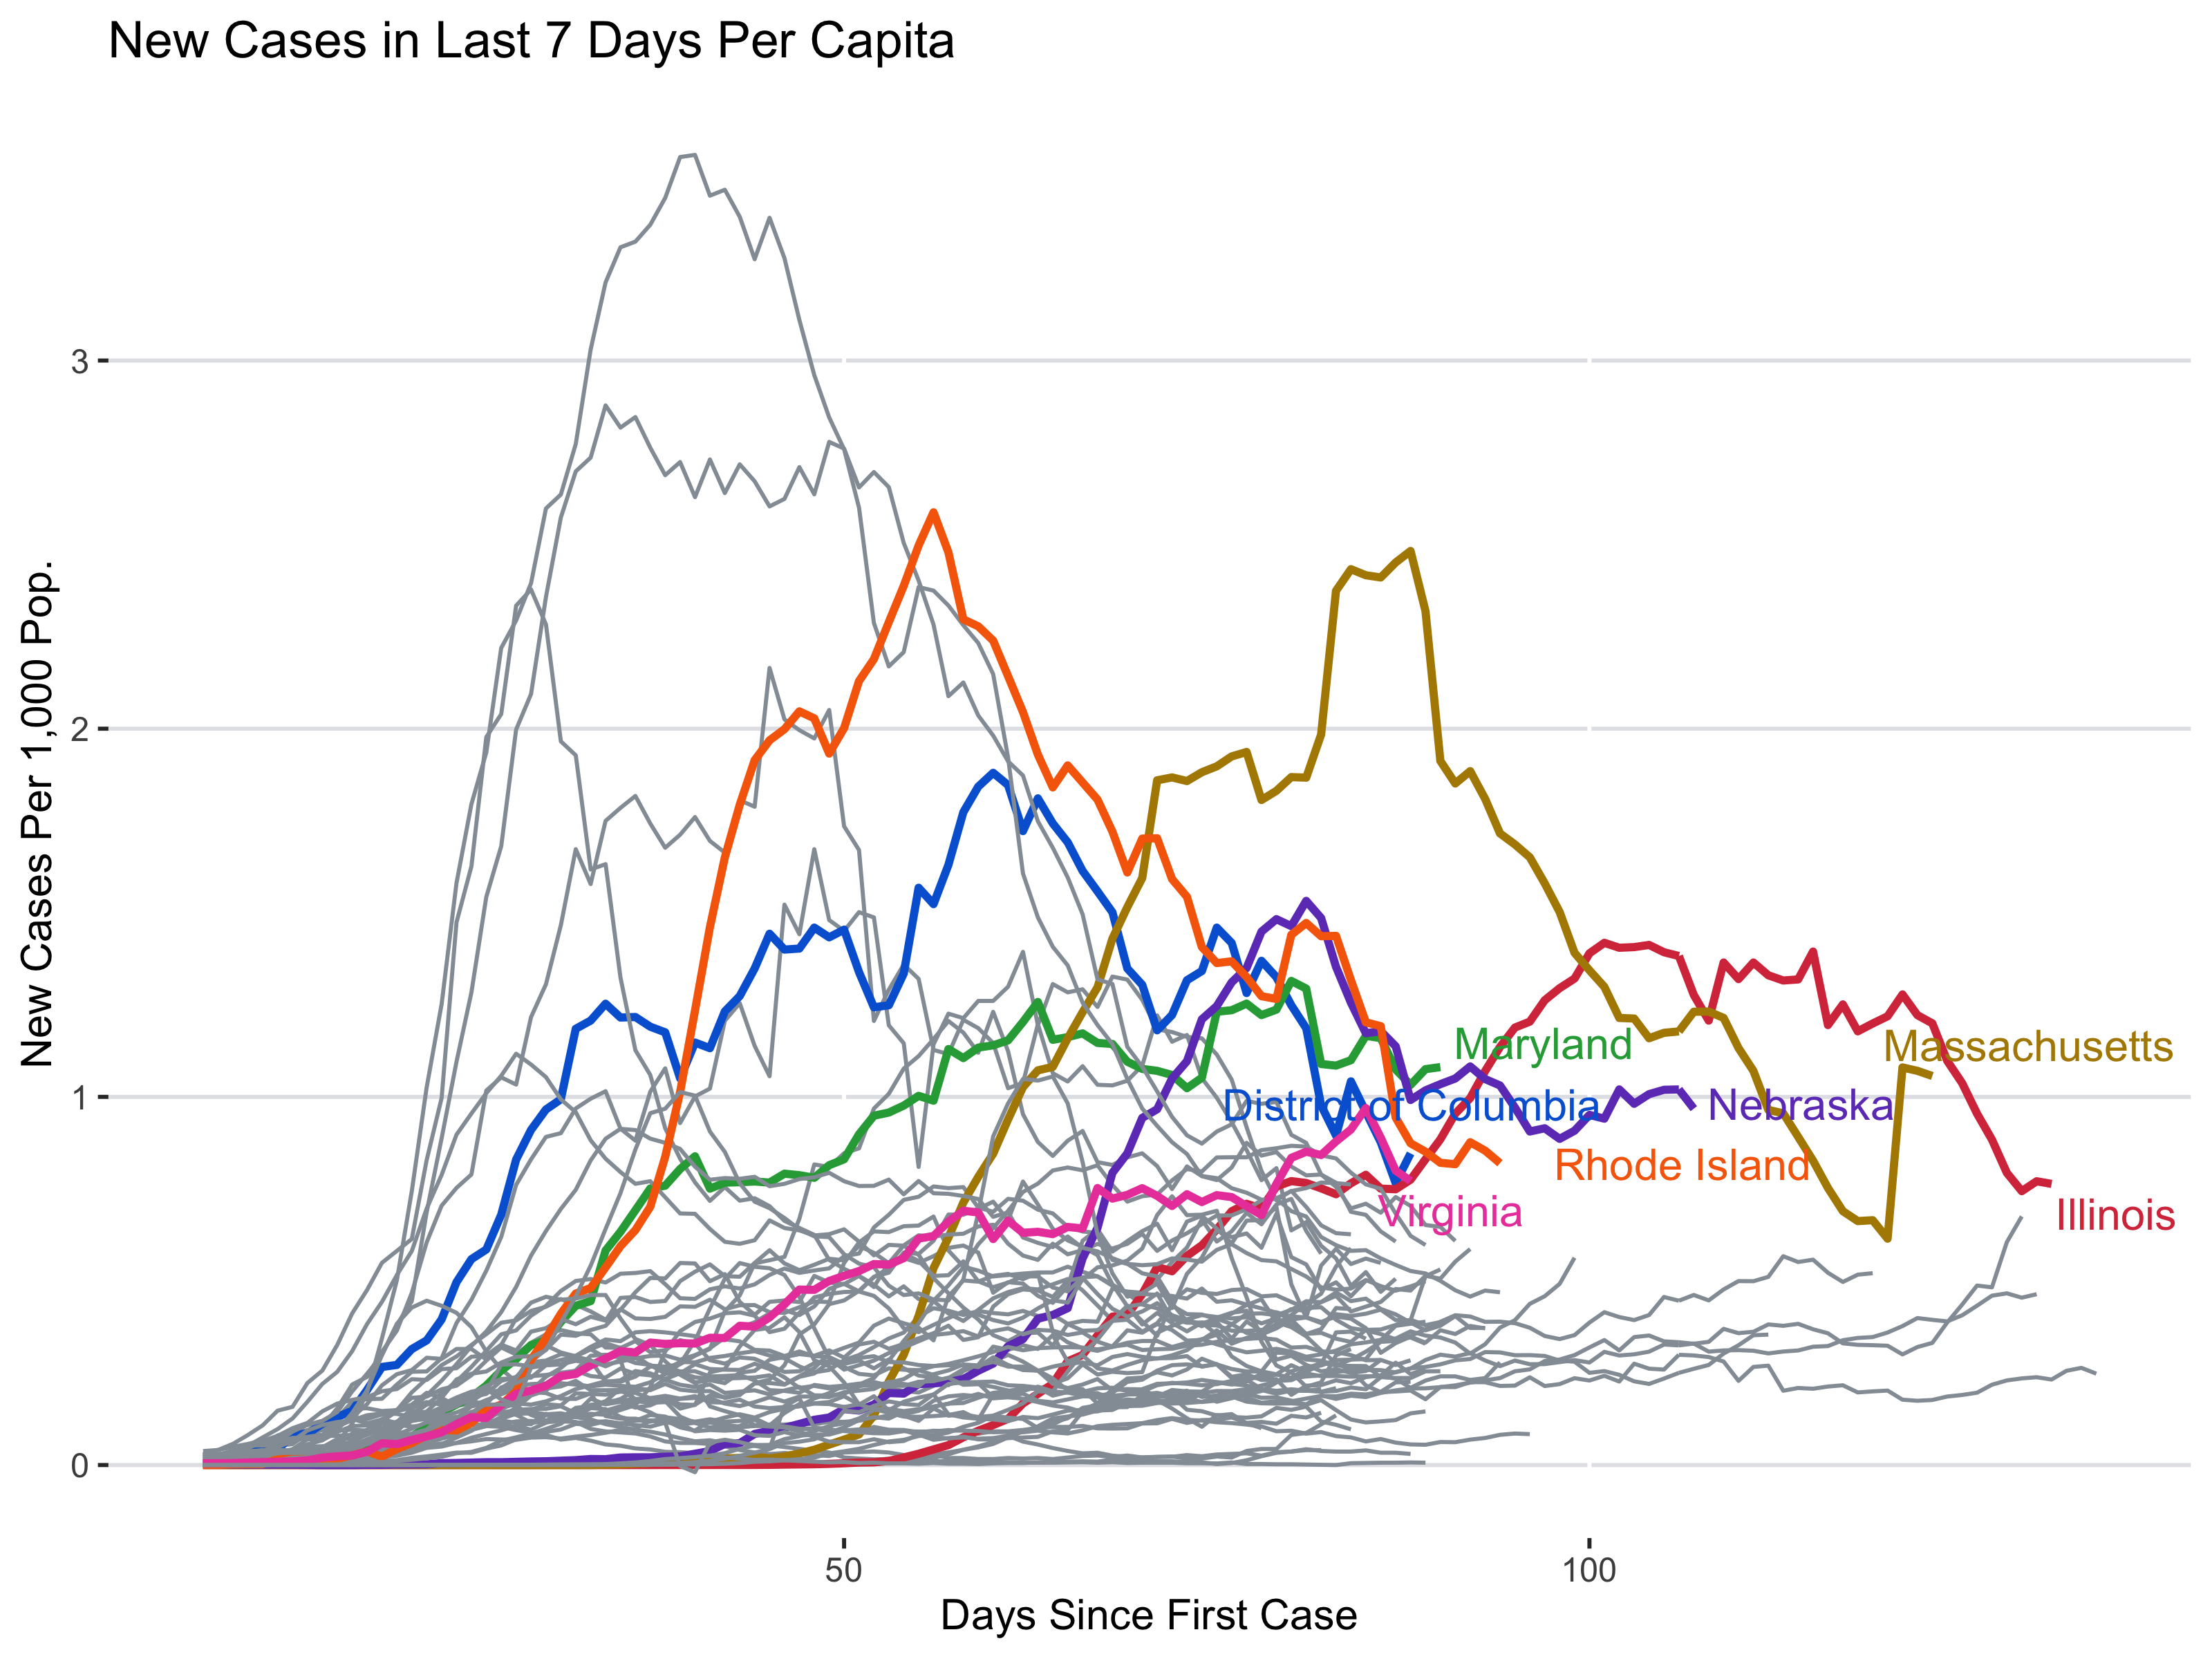 New Cases in Last 7 Days Per Capita
New Cases Per 1,000 Pop.
3
2
1
0
Maryland
Massachusetts
District of Columbia
Nebraska
Rhode Island
Virginia
Illinois
50
100
Days Since First Case